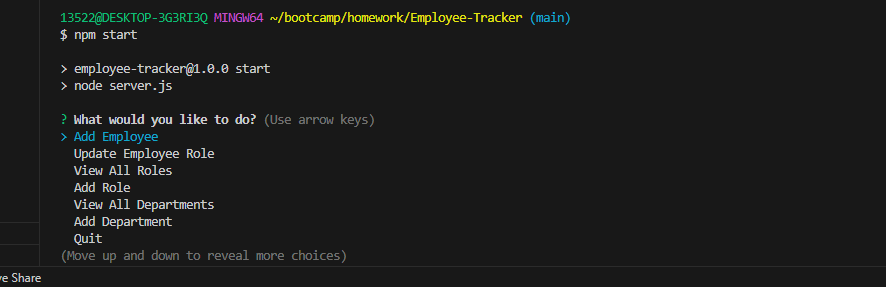 13522@DESKTOP-3G3RI3Q MINGW64 ~/bootcamp/homework/Employee-Tracker (main)
$ npm start
> employee-tracker@1.0.0 start
> node server.js
? What would you like to do? (Use arrow keys)
> Add Employee
Update Employee Role
View All Roles
Add Role
View All Departments
Add Department
Quit
(Move up and down to reveal more choices)
ve Share